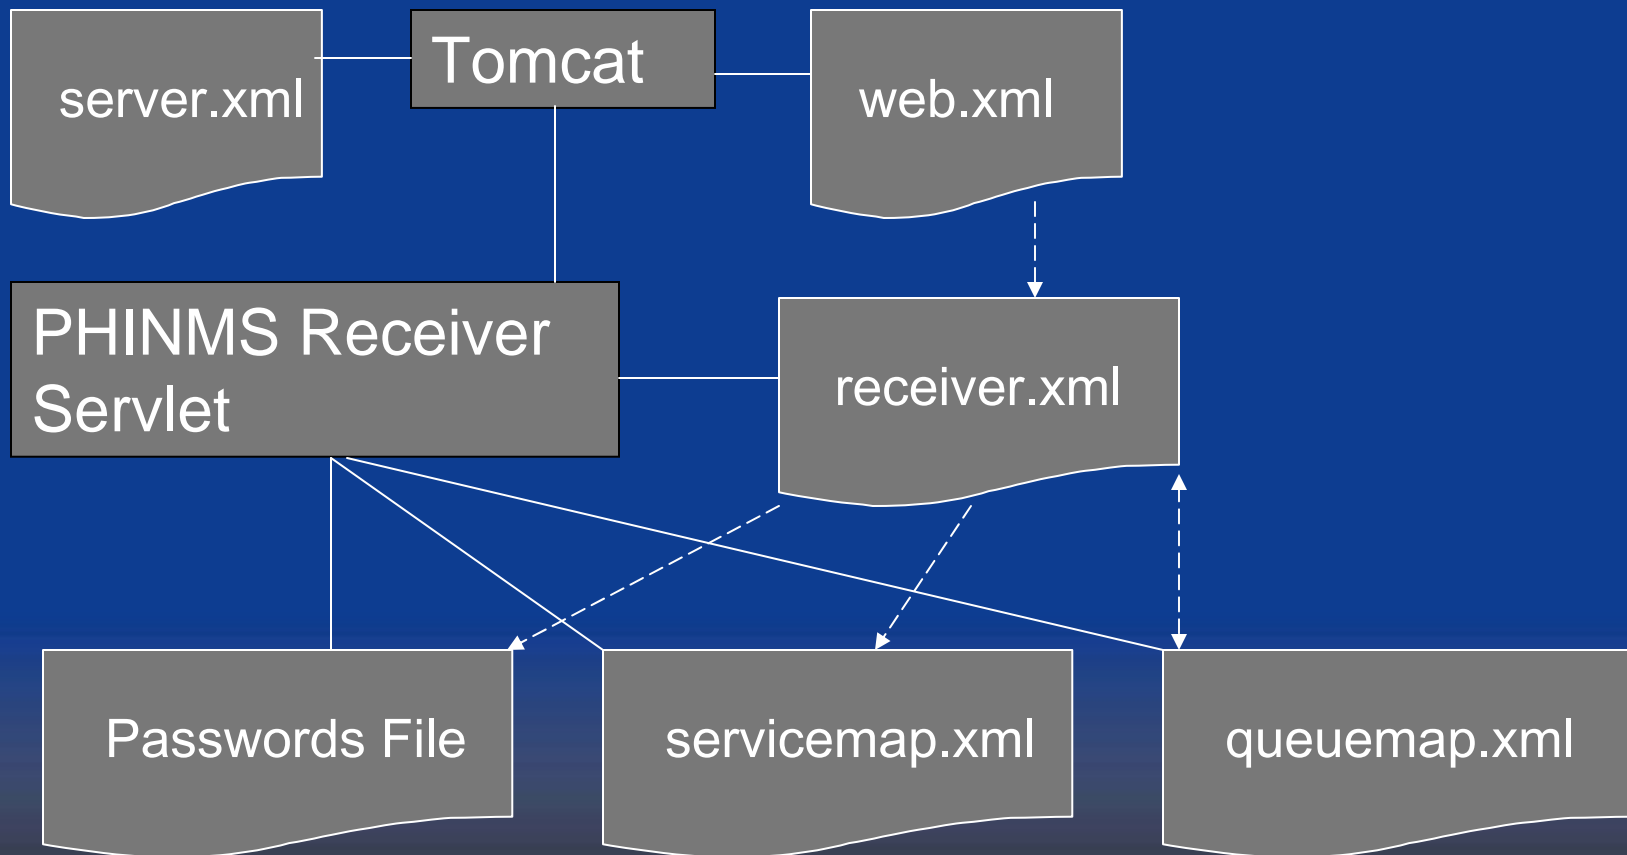 server.xml
Tomcat
web.xml
PHINMS Receiver
Servlet
receiver.xml
Passwords File
servicemap.xml
queuemap.xml